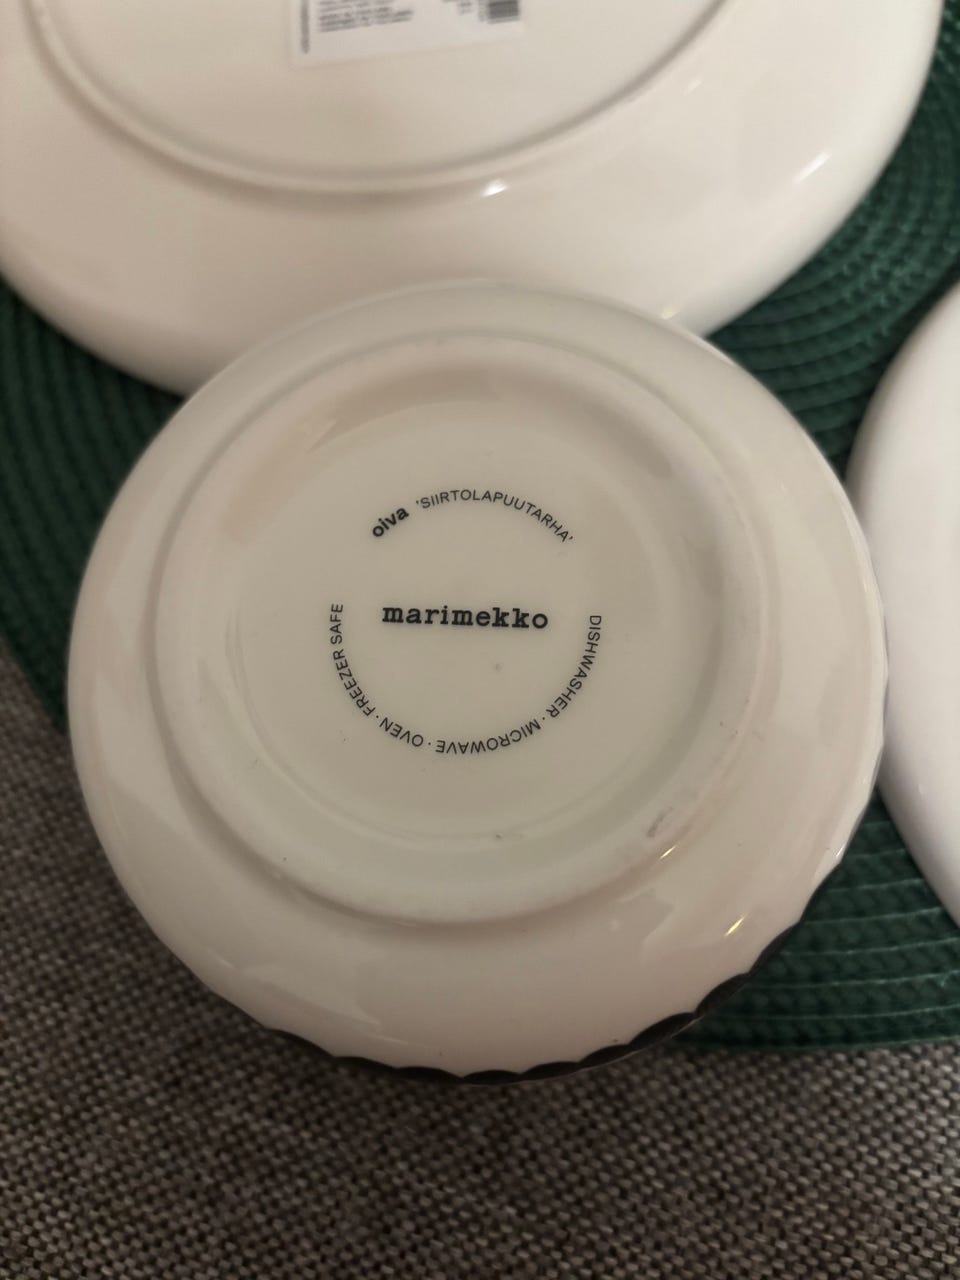 oiva 'SIIRTOLAPUUTARHA'
marimekko
DISHWASHER · MICROWAVE · OVEN · FREEZER SAFE